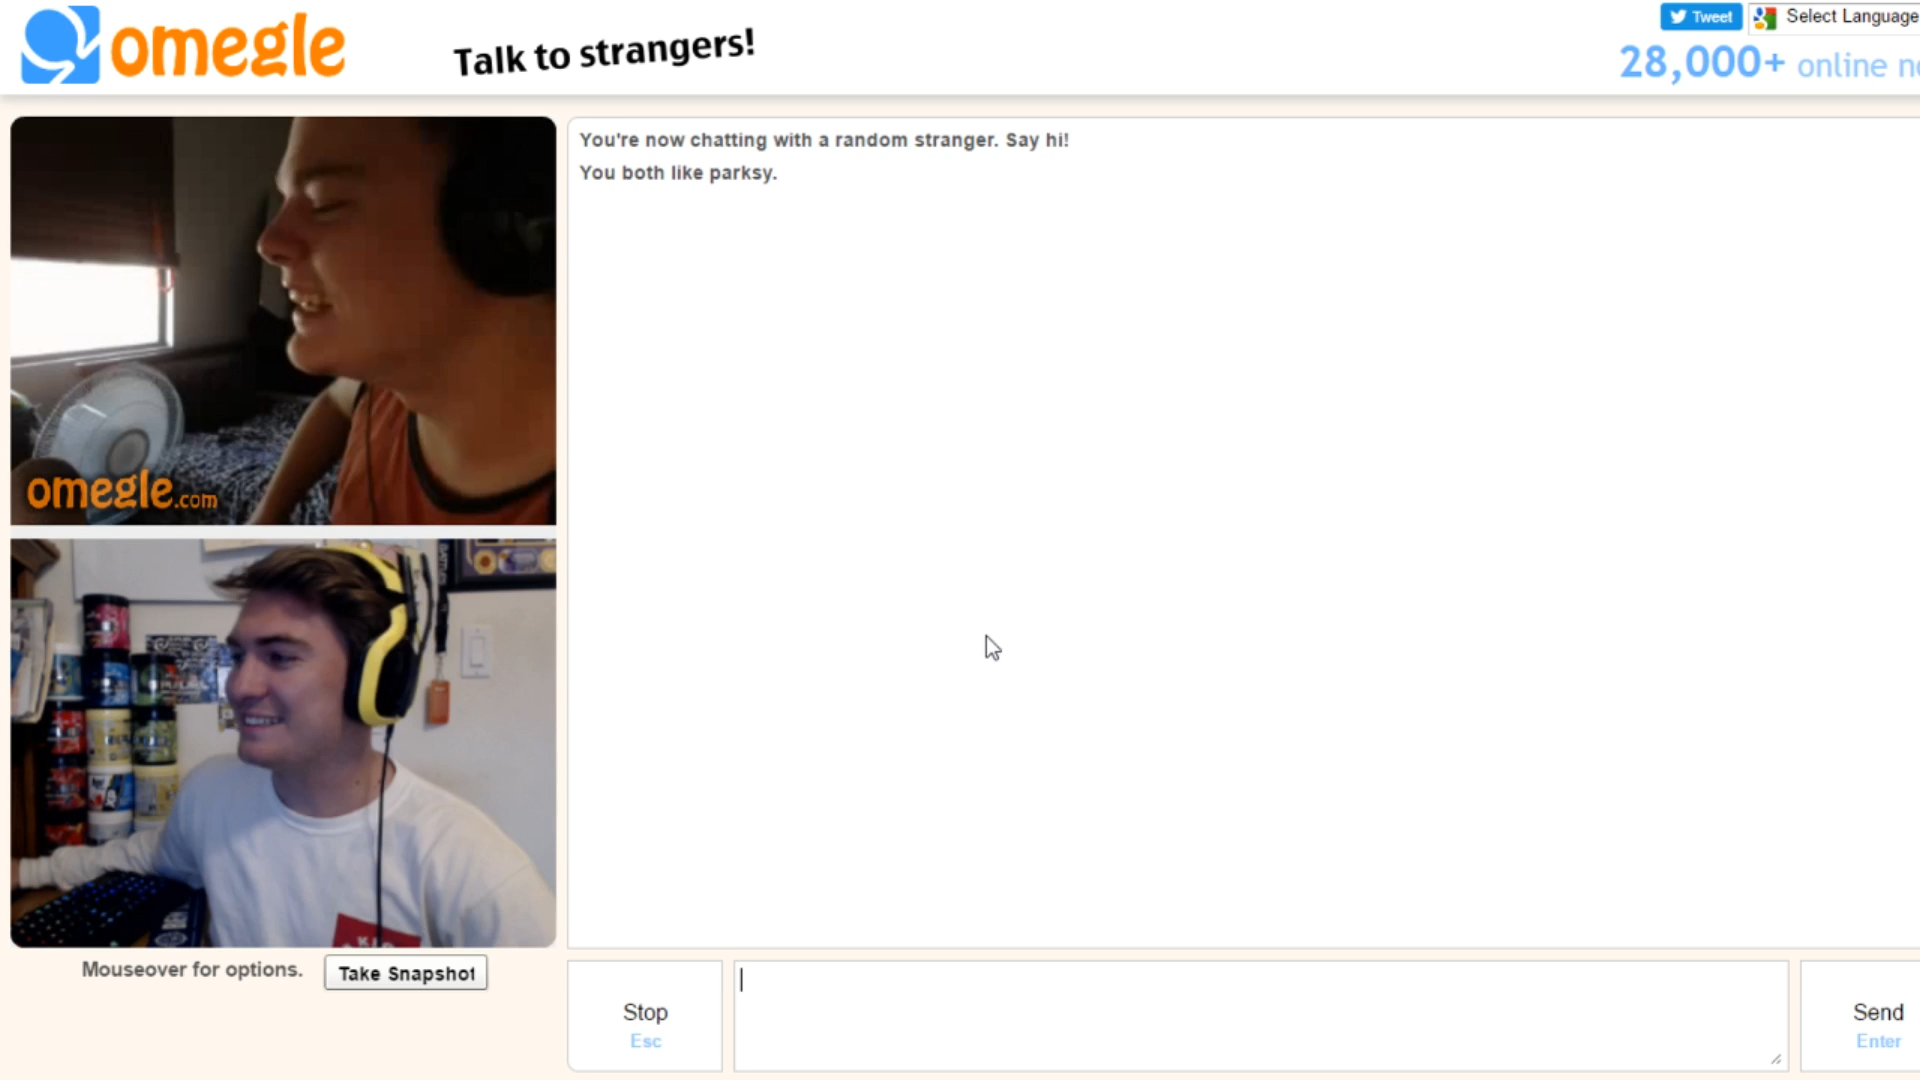 omegle
Talk to strangers!
Tweet
Select Language
28,000+ online no
You're now chatting with a random stranger. Say hi!
You both like parksy.
omegle.com
Mouseover for options.
Take Snapshot
Stop
Esc
Send
Enter